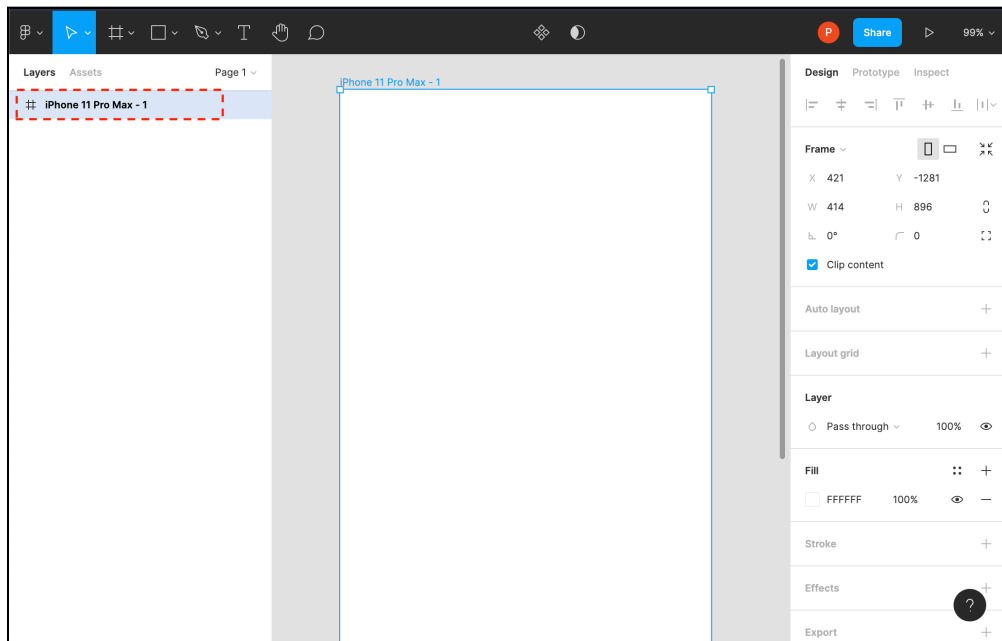 P Share 99%
Layers Assets Page 1
iPhone 11 Pro Max - 1
iPhone 11 Pro Max - 1
Design Prototype Inspect
Frame
X 421 Y -1281
W 414 H 896
0° 0
Clip content
Auto layout
Layout grid
Layer
Pass through 100%
Fill
FFFFFF 100%
Stroke
Effects
?
Export